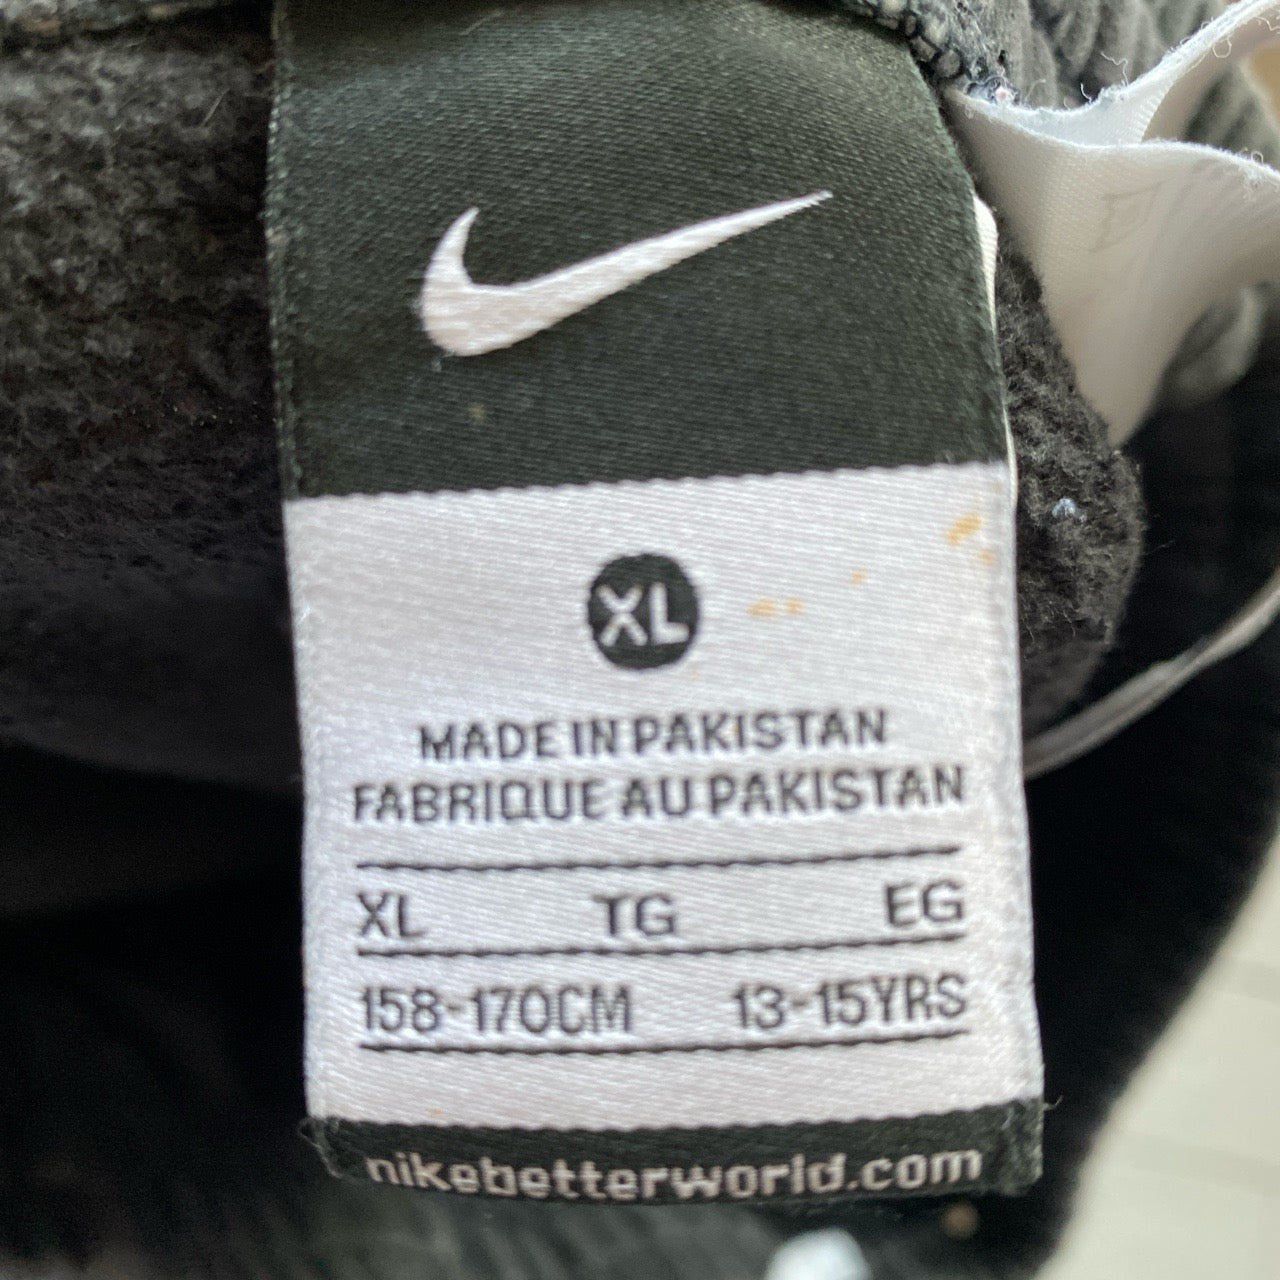 XL
MADE IN PAKISTAN
FABRIQUE AU PAKISTAN
XL TG EG
158-170CM 13-15YRS
nikebetterworld.com